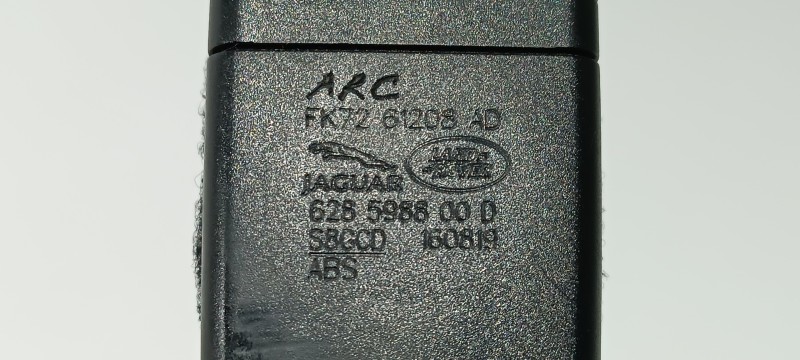 ARC
FK72 61208 AD
JAGUAR LAND ROVER
628 5988 00 D
S8GCD 160819
ABS